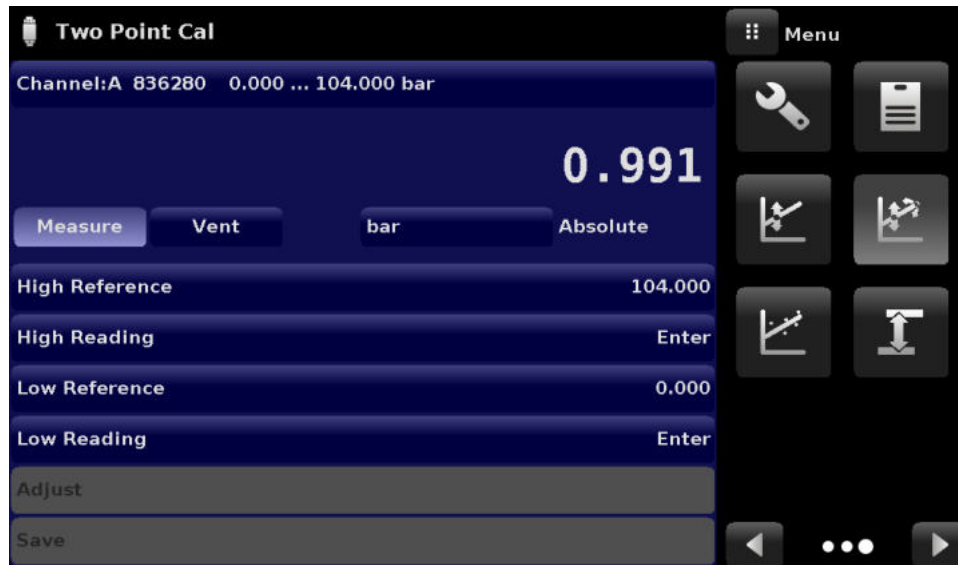 Two Point Cal
Menu
Channel:A 836280 0.000 ... 104.000 bar
0.991
Measure Vent bar Absolute
High Reference 104.000
High Reading Enter
Low Reference 0.000
Low Reading Enter
Adjust
Save